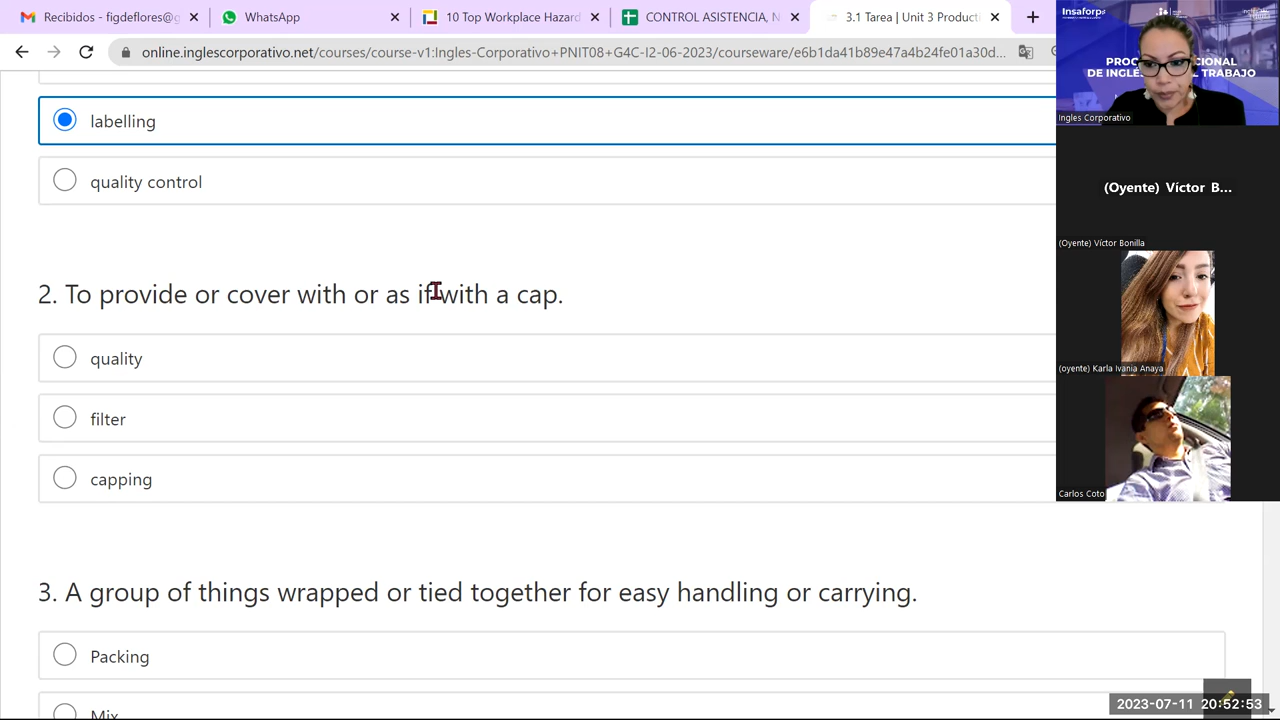 Recibidos - figdeflores@g
WhatsApp
CONTROL ASISTENCIA, N
3.1 Tarea | Unit 3 Product
online.inglescorporativo.net/courses/course-v1:Ingles-Corporativo+PNIT08+G4C-I2-06-2023/courseware/e6b1da41b89e47a4b24fe01a30d...
labelling
quality control
2. To provide or cover with or as if with a cap.
quality
filter
capping
3. A group of things wrapped or tied together for easy handling or carrying.
Packing
Mix
Insaforp
DE INGLÉS
TRABAJO
Ingles Corporativo
(Oyente) Víctor B...
(Oyente) Víctor Bonilla
(oyente) Karla Ivania Anaya
Carlos Coto
2023-07-11 20:52:53